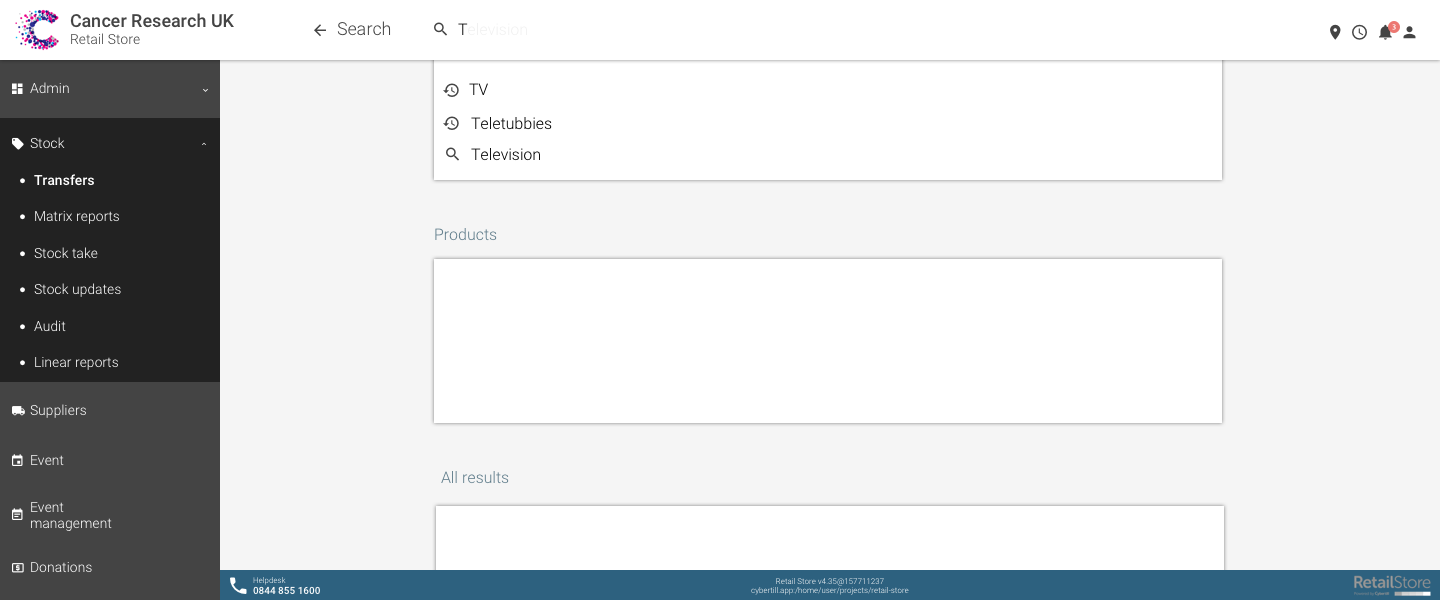 Cancer Research UK
Retail Store
Search
Television
3
Admin
Stock
Transfers
Matrix reports
Stock take
Stock updates
Audit
Linear reports
Suppliers
Event
Event
management
Donations
TV
Teletubbies
Television
Products
All results
Helpdesk
0844 855 1600
Retail Store v4.35@157711237
cybertill.app:/home/user/projects/retail-store
RetailStore